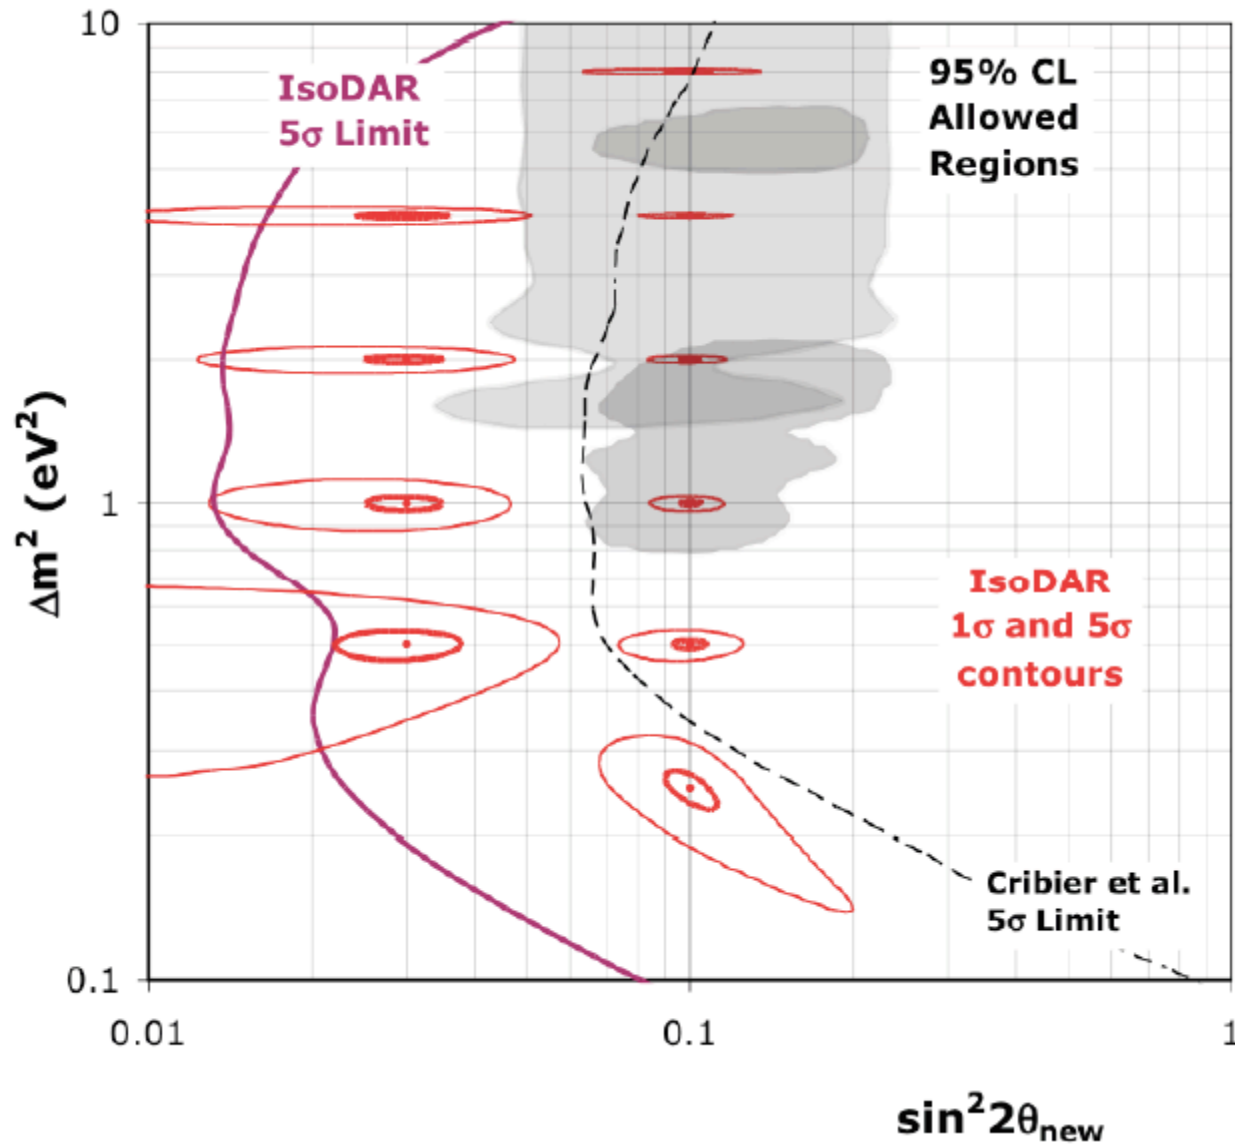 10
IsoDAR
5σ Limit
95% CL
Allowed
Regions
Δm² (eV²)
1
IsoDAR
1σ and 5σ
contours
Cribier et al.
5σ Limit
0.1
0.01
0.1
1
sin²2θnew